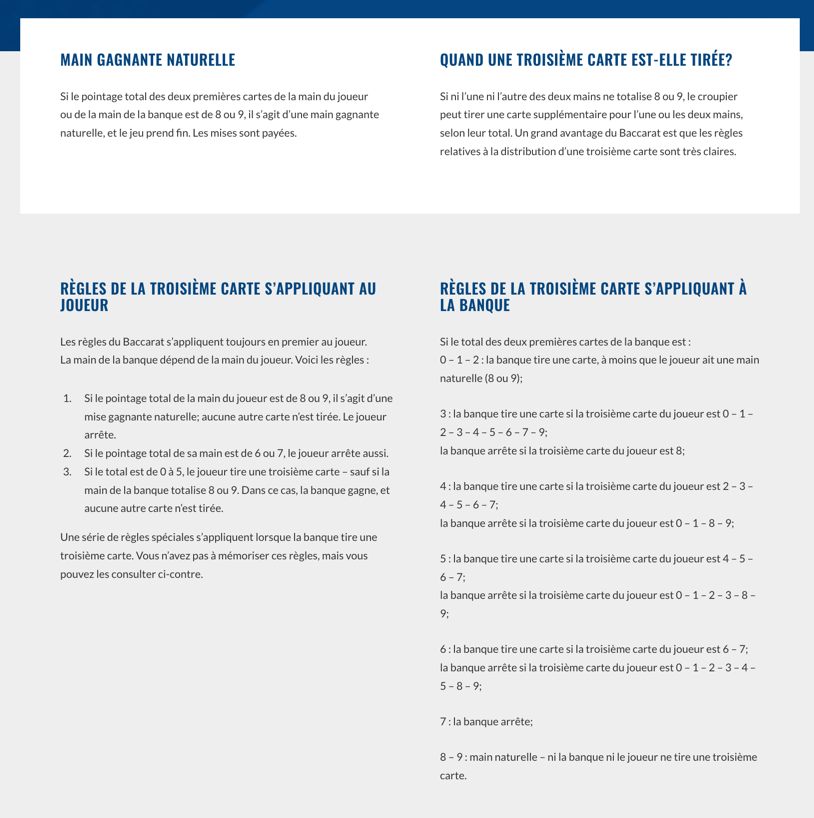 MAIN GAGNANTE NATURELLE
Si le pointage total des deux premières cartes de la main du joueur
ou de la main de la banque est de 8 ou 9, il s’agit d’une main gagnante
naturelle, et le jeu prend fin. Les mises sont payées.
QUAND UNE TROISIÈME CARTE EST-ELLE TIRÉE?
Si ni l’une ni l’autre des deux mains ne totalise 8 ou 9, le croupier
peut tirer une carte supplémentaire pour l’une ou les deux mains,
selon leur total. Un grand avantage du Baccarat est que les règles
relatives à la distribution d’une troisième carte sont très claires.
RÈGLES DE LA TROISIÈME CARTE S’APPLIQUANT AU
JOUEUR
Les règles du Baccarat s’appliquent toujours en premier au joueur.
La main de la banque dépend de la main du joueur. Voici les règles :
1. Si le pointage total de la main du joueur est de 8 ou 9, il s’agit d’une
mise gagnante naturelle; aucune autre carte n’est tirée. Le joueur
arrête.
2. Si le pointage total de sa main est de 6 ou 7, le joueur arrête aussi.
3. Si le total est de 0 à 5, le joueur tire une troisième carte – sauf si la
main de la banque totalise 8 ou 9. Dans ce cas, la banque gagne, et
aucune autre carte n’est tirée.
Une série de règles spéciales s’appliquent lorsque la banque tire une
troisième carte. Vous n’avez pas à mémoriser ces règles, mais vous
pouvez les consulter ci-contre.
RÈGLES DE LA TROISIÈME CARTE S’APPLIQUANT À
LA BANQUE
Si le total des deux premières cartes de la banque est :
0 – 1 – 2 : la banque tire une carte, à moins que le joueur ait une main
naturelle (8 ou 9);
3 : la banque tire une carte si la troisième carte du joueur est 0 – 1 –
2 – 3 – 4 – 5 – 6 – 7 – 9;
la banque arrête si la troisième carte du joueur est 8;
4 : la banque tire une carte si la troisième carte du joueur est 2 – 3 –
4 – 5 – 6 – 7;
la banque arrête si la troisième carte du joueur est 0 – 1 – 8 – 9;
5 : la banque tire une carte si la troisième carte du joueur est 4 – 5 –
6 – 7;
la banque arrête si la troisième carte du joueur est 0 – 1 – 2 – 3 – 8 –
9;
6 : la banque tire une carte si la troisième carte du joueur est 6 – 7;
la banque arrête si la troisième carte du joueur est 0 – 1 – 2 – 3 – 4 –
5 – 8 – 9;
7 : la banque arrête;
8 – 9 : main naturelle – ni la banque ni le joueur ne tire une troisième
carte.